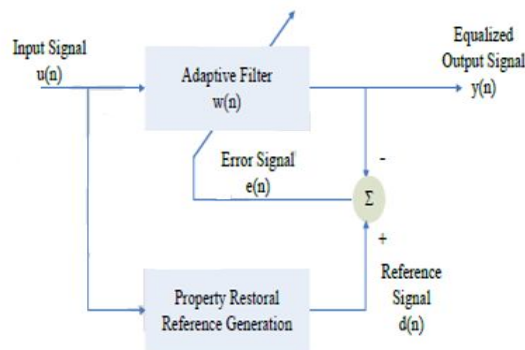 Input Signal
u(n)
Adaptive Filter
w(n)
Equalized
Output Signal
y(n)
Error Signal
e(n)
-
Σ
+
Property Restoral
Reference Generation
Reference
Signal
d(n)